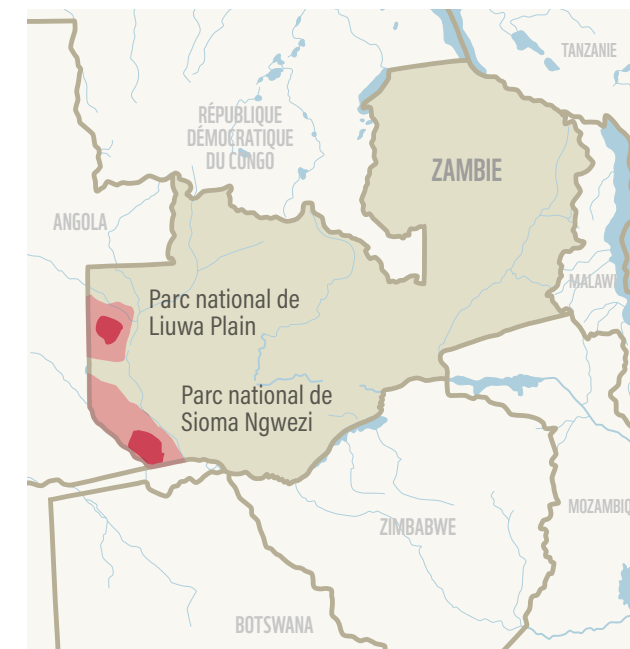 TANZANIE
RÉPUBLIQUE
DÉMOCRATIQUE
DU CONGO
ZAMBIE
ANGOLA
MALAWI
Parc national de
Liuwa Plain
Parc national de
Sioma Ngwezi
MOZAMBIQ
ZIMBABWE
BOTSWANA